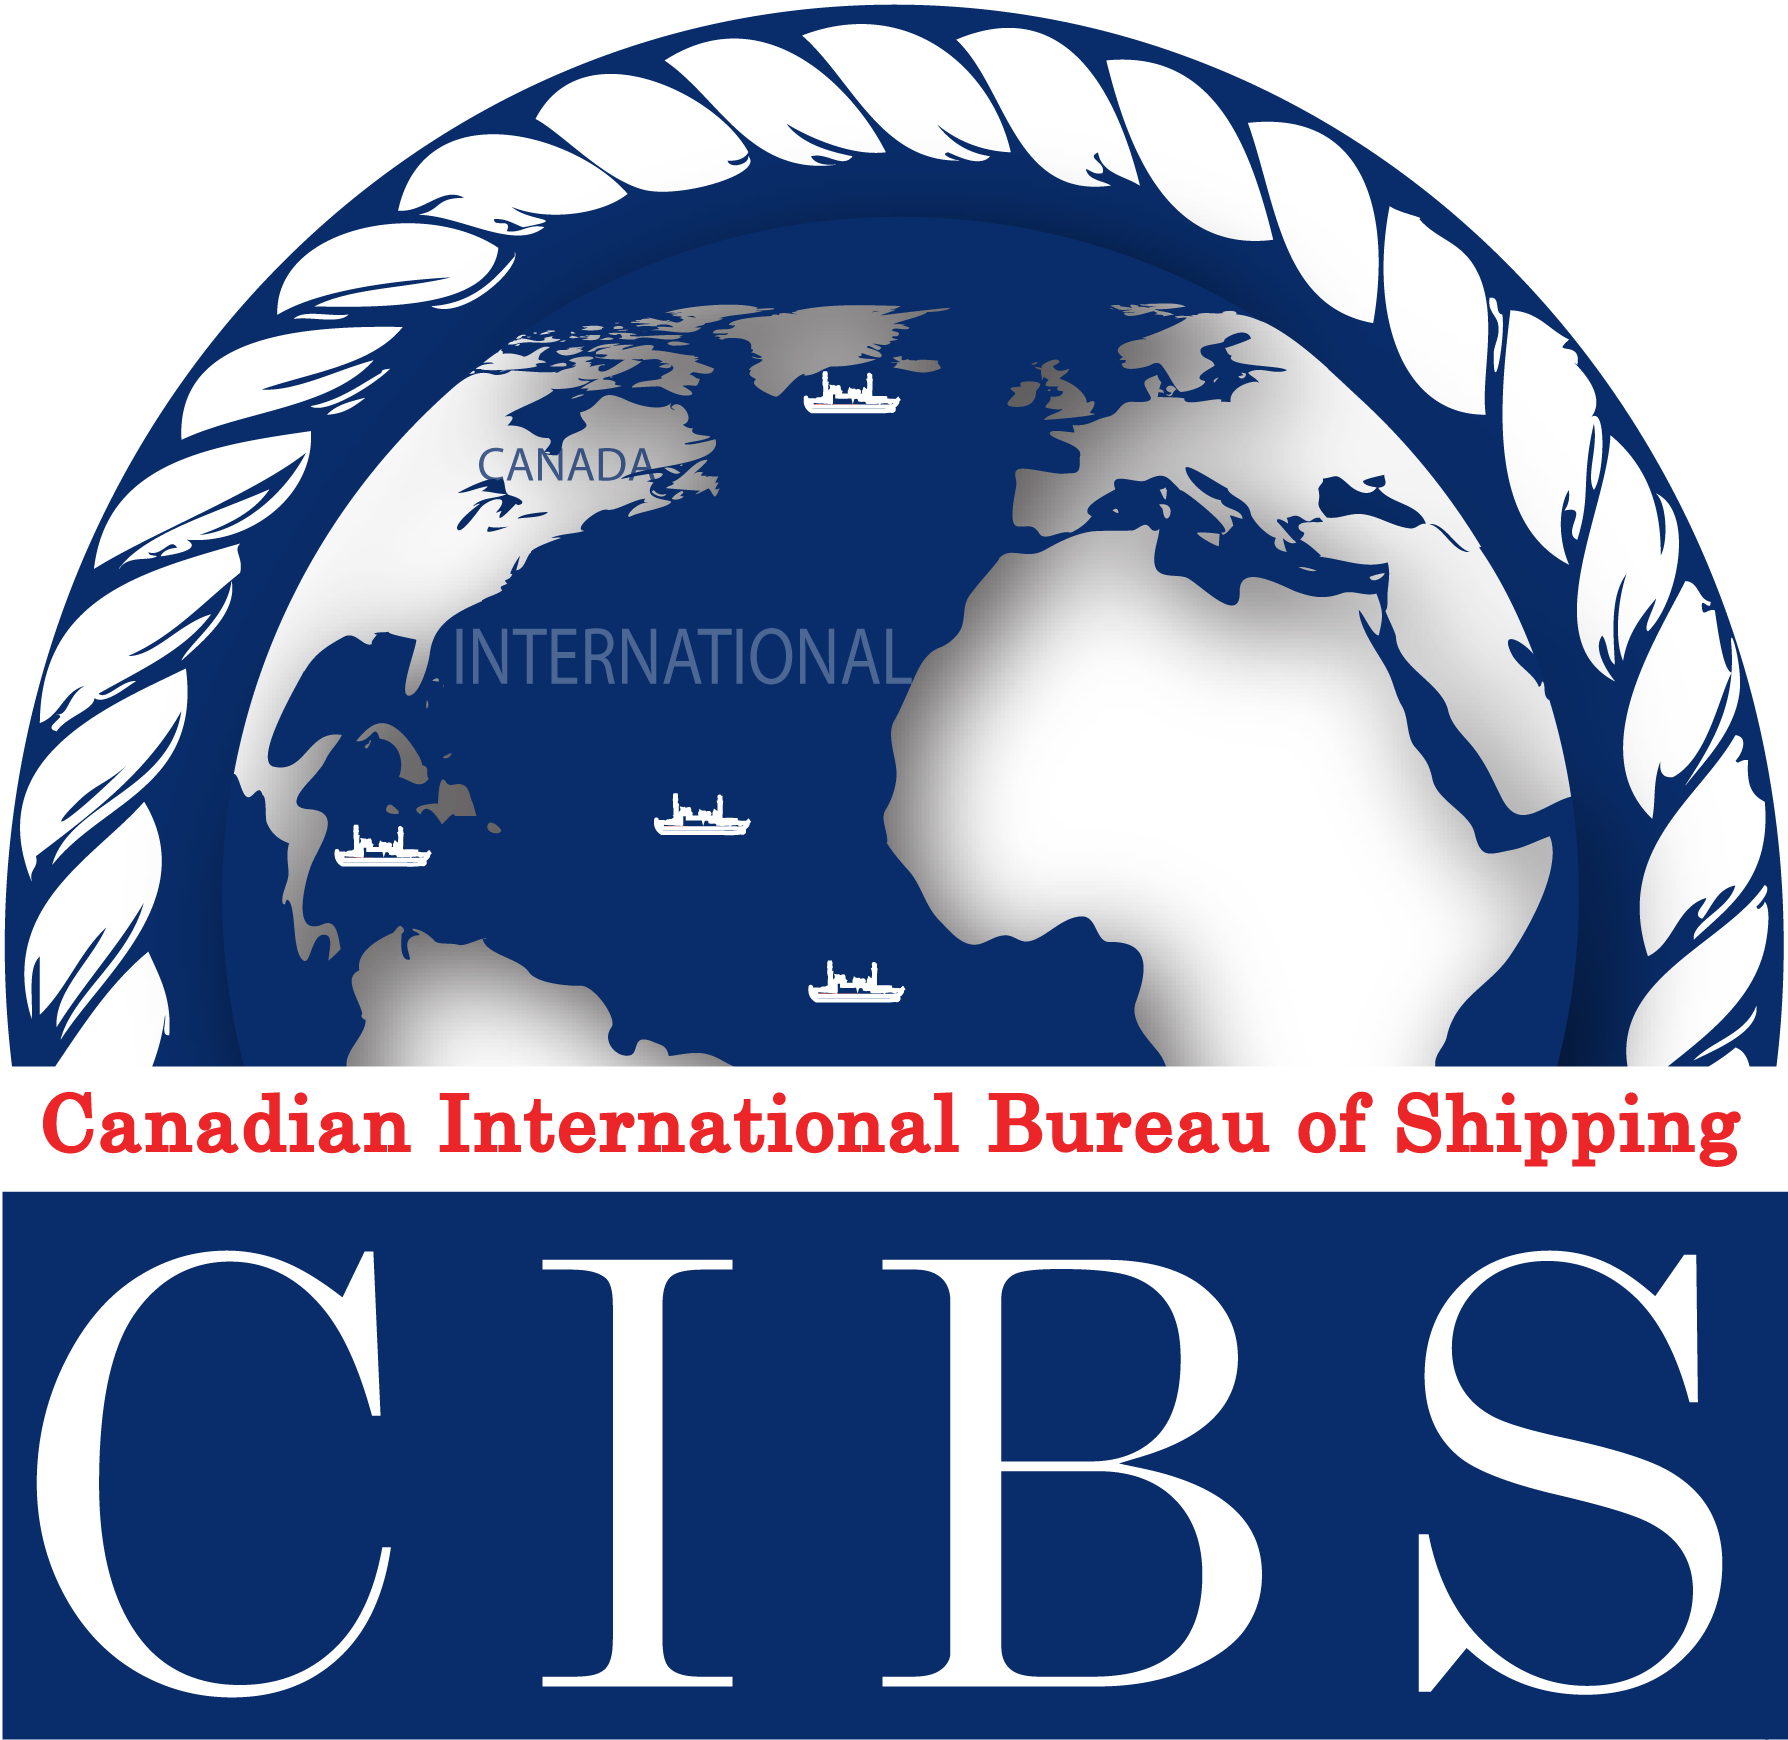 CANADA
INTERNATIONAL
Canadian International Bureau of Shipping
CIBS